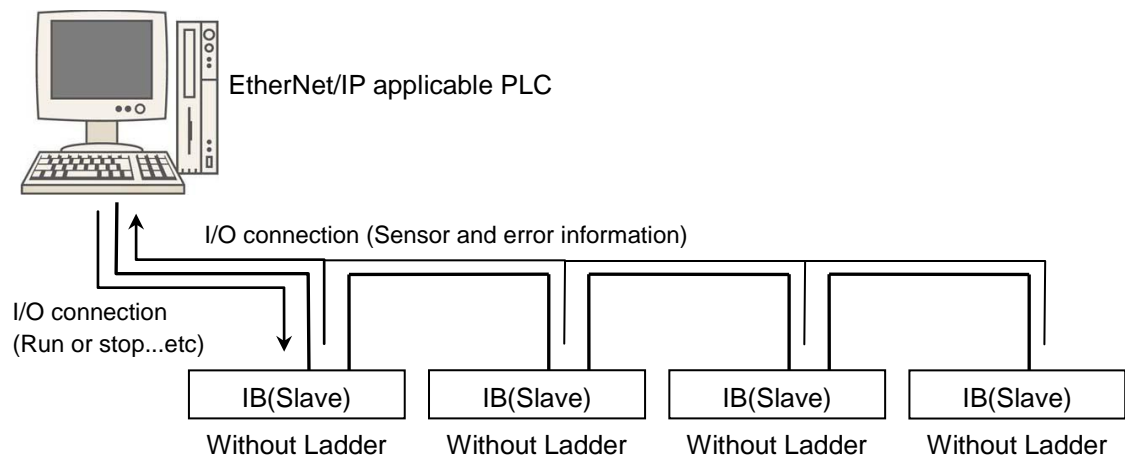 EtherNet/IP applicable PLC
I/O connection (Sensor and error information)
I/O connection
(Run or stop...etc)
IB(Slave) IB(Slave) IB(Slave) IB(Slave)
Without Ladder Without Ladder Without Ladder Without Ladder